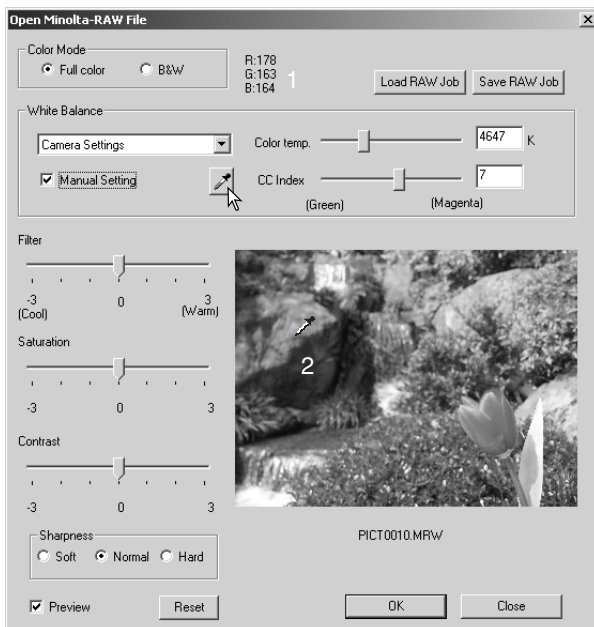 Open Minolta-RAW File
Color Mode
Full color B&W
R:178
G:163
B:164
1
Load RAW Job Save RAW Job
White Balance
Camera Settings
Color temp. 4647 K
Manual Setting
CC Index 7
(Green) (Magenta)
Filter
-3 0 3
(Cool) (Warm)
Saturation
-3 0 3
Contrast
-3 0 3
2
PICT0010.MRW
Sharpness
Soft Normal Hard
Preview Reset OK Close